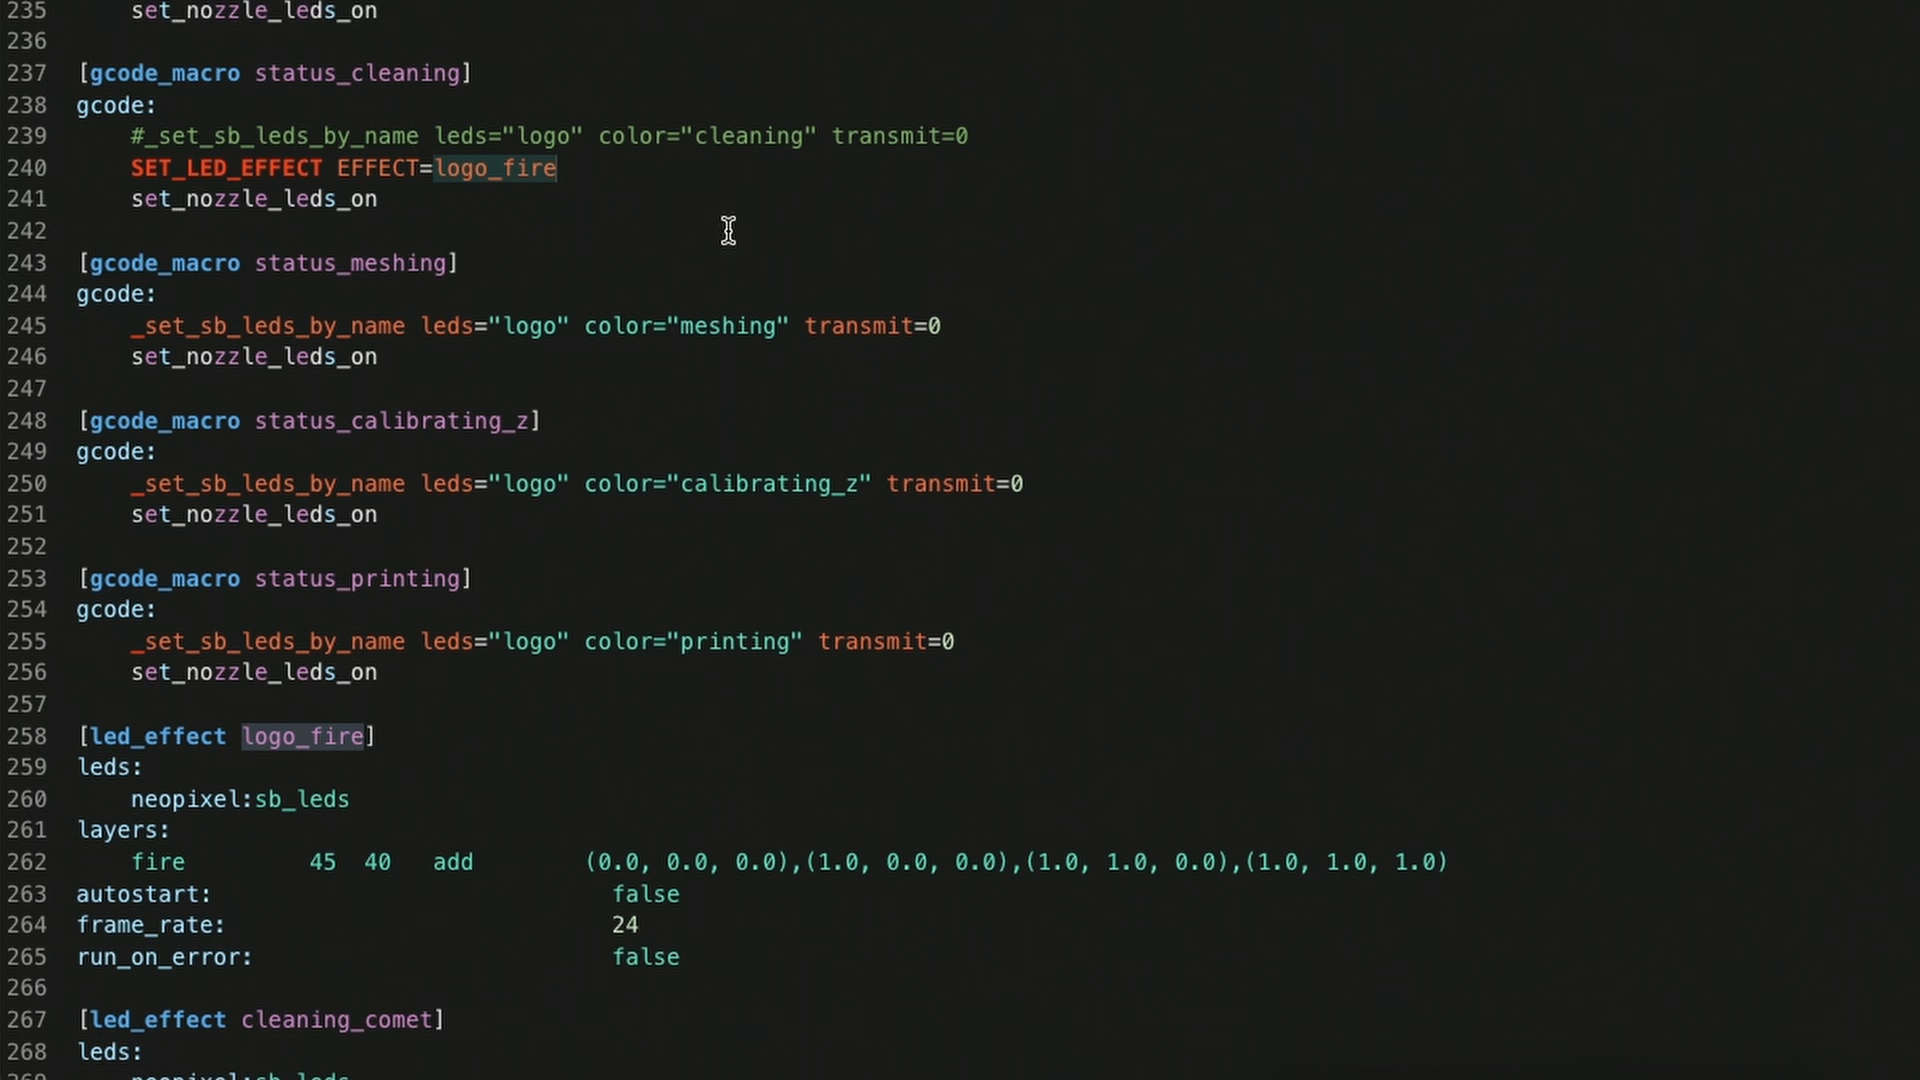 235 set_nozzle_leds_on
236
237 [gcode_macro status_cleaning]
238 gcode:
239 #_set_sb_leds_by_name leds="logo" color="cleaning" transmit=0
240 SET_LED_EFFECT EFFECT=logo_fire
241 set_nozzle_leds_on
242
243 [gcode_macro status_meshing]
244 gcode:
245 _set_sb_leds_by_name leds="logo" color="meshing" transmit=0
246 set_nozzle_leds_on
247
248 [gcode_macro status_calibrating_z]
249 gcode:
250 _set_sb_leds_by_name leds="logo" color="calibrating_z" transmit=0
251 set_nozzle_leds_on
252
253 [gcode_macro status_printing]
254 gcode:
255 _set_sb_leds_by_name leds="logo" color="printing" transmit=0
256 set_nozzle_leds_on
257
258 [led_effect logo_fire]
259 leds:
260 neopixel:sb_leds
261 layers:
262 fire 45 40 add (0.0, 0.0, 0.0),(1.0, 0.0, 0.0),(1.0, 1.0, 0.0),(1.0, 1.0, 1.0)
263 autostart: false
264 frame_rate: 24
265 run_on_error: false
266
267 [led_effect cleaning_comet]
268 leds:
269 neopixel:sb_leds